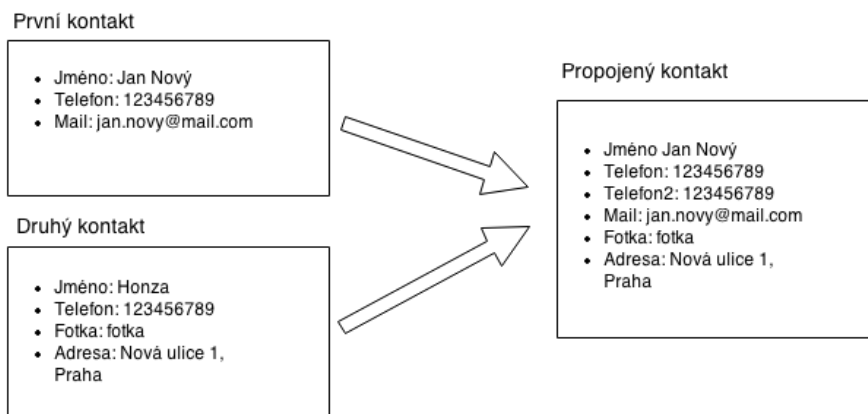 První kontakt
Jméno: Jan Nový
Telefon: 123456789
Mail: jan.novy@mail.com
Druhý kontakt
Jméno: Honza
Telefon: 123456789
Fotka: fotka
Adresa: Nová ulice 1,
Praha
Propojený kontakt
Jméno Jan Nový
Telefon: 123456789
Telefon2: 123456789
Mail: jan.novy@mail.com
Fotka: fotka
Adresa: Nová ulice 1,
Praha